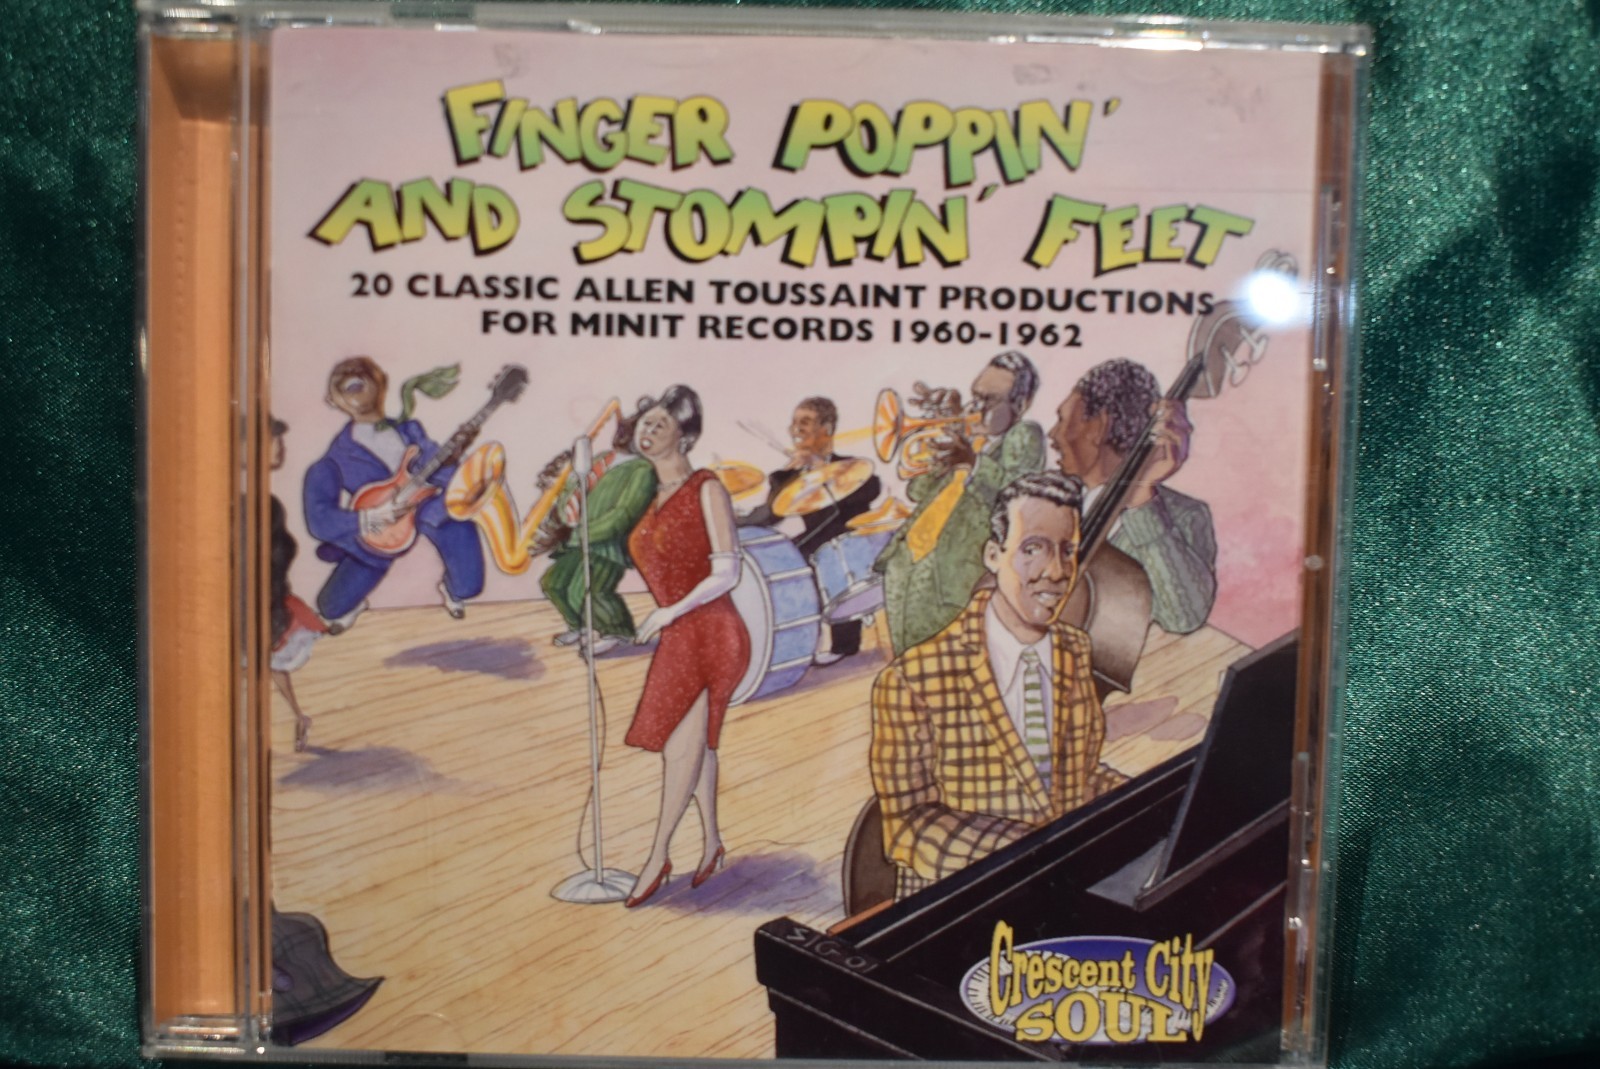 FINGER POPPIN'
AND STOMPIN' FEET
20 CLASSIC ALLEN TOUSSAINT PRODUCTIONS
FOR MINIT RECORDS 1960-1962
Crescent City
SOUL